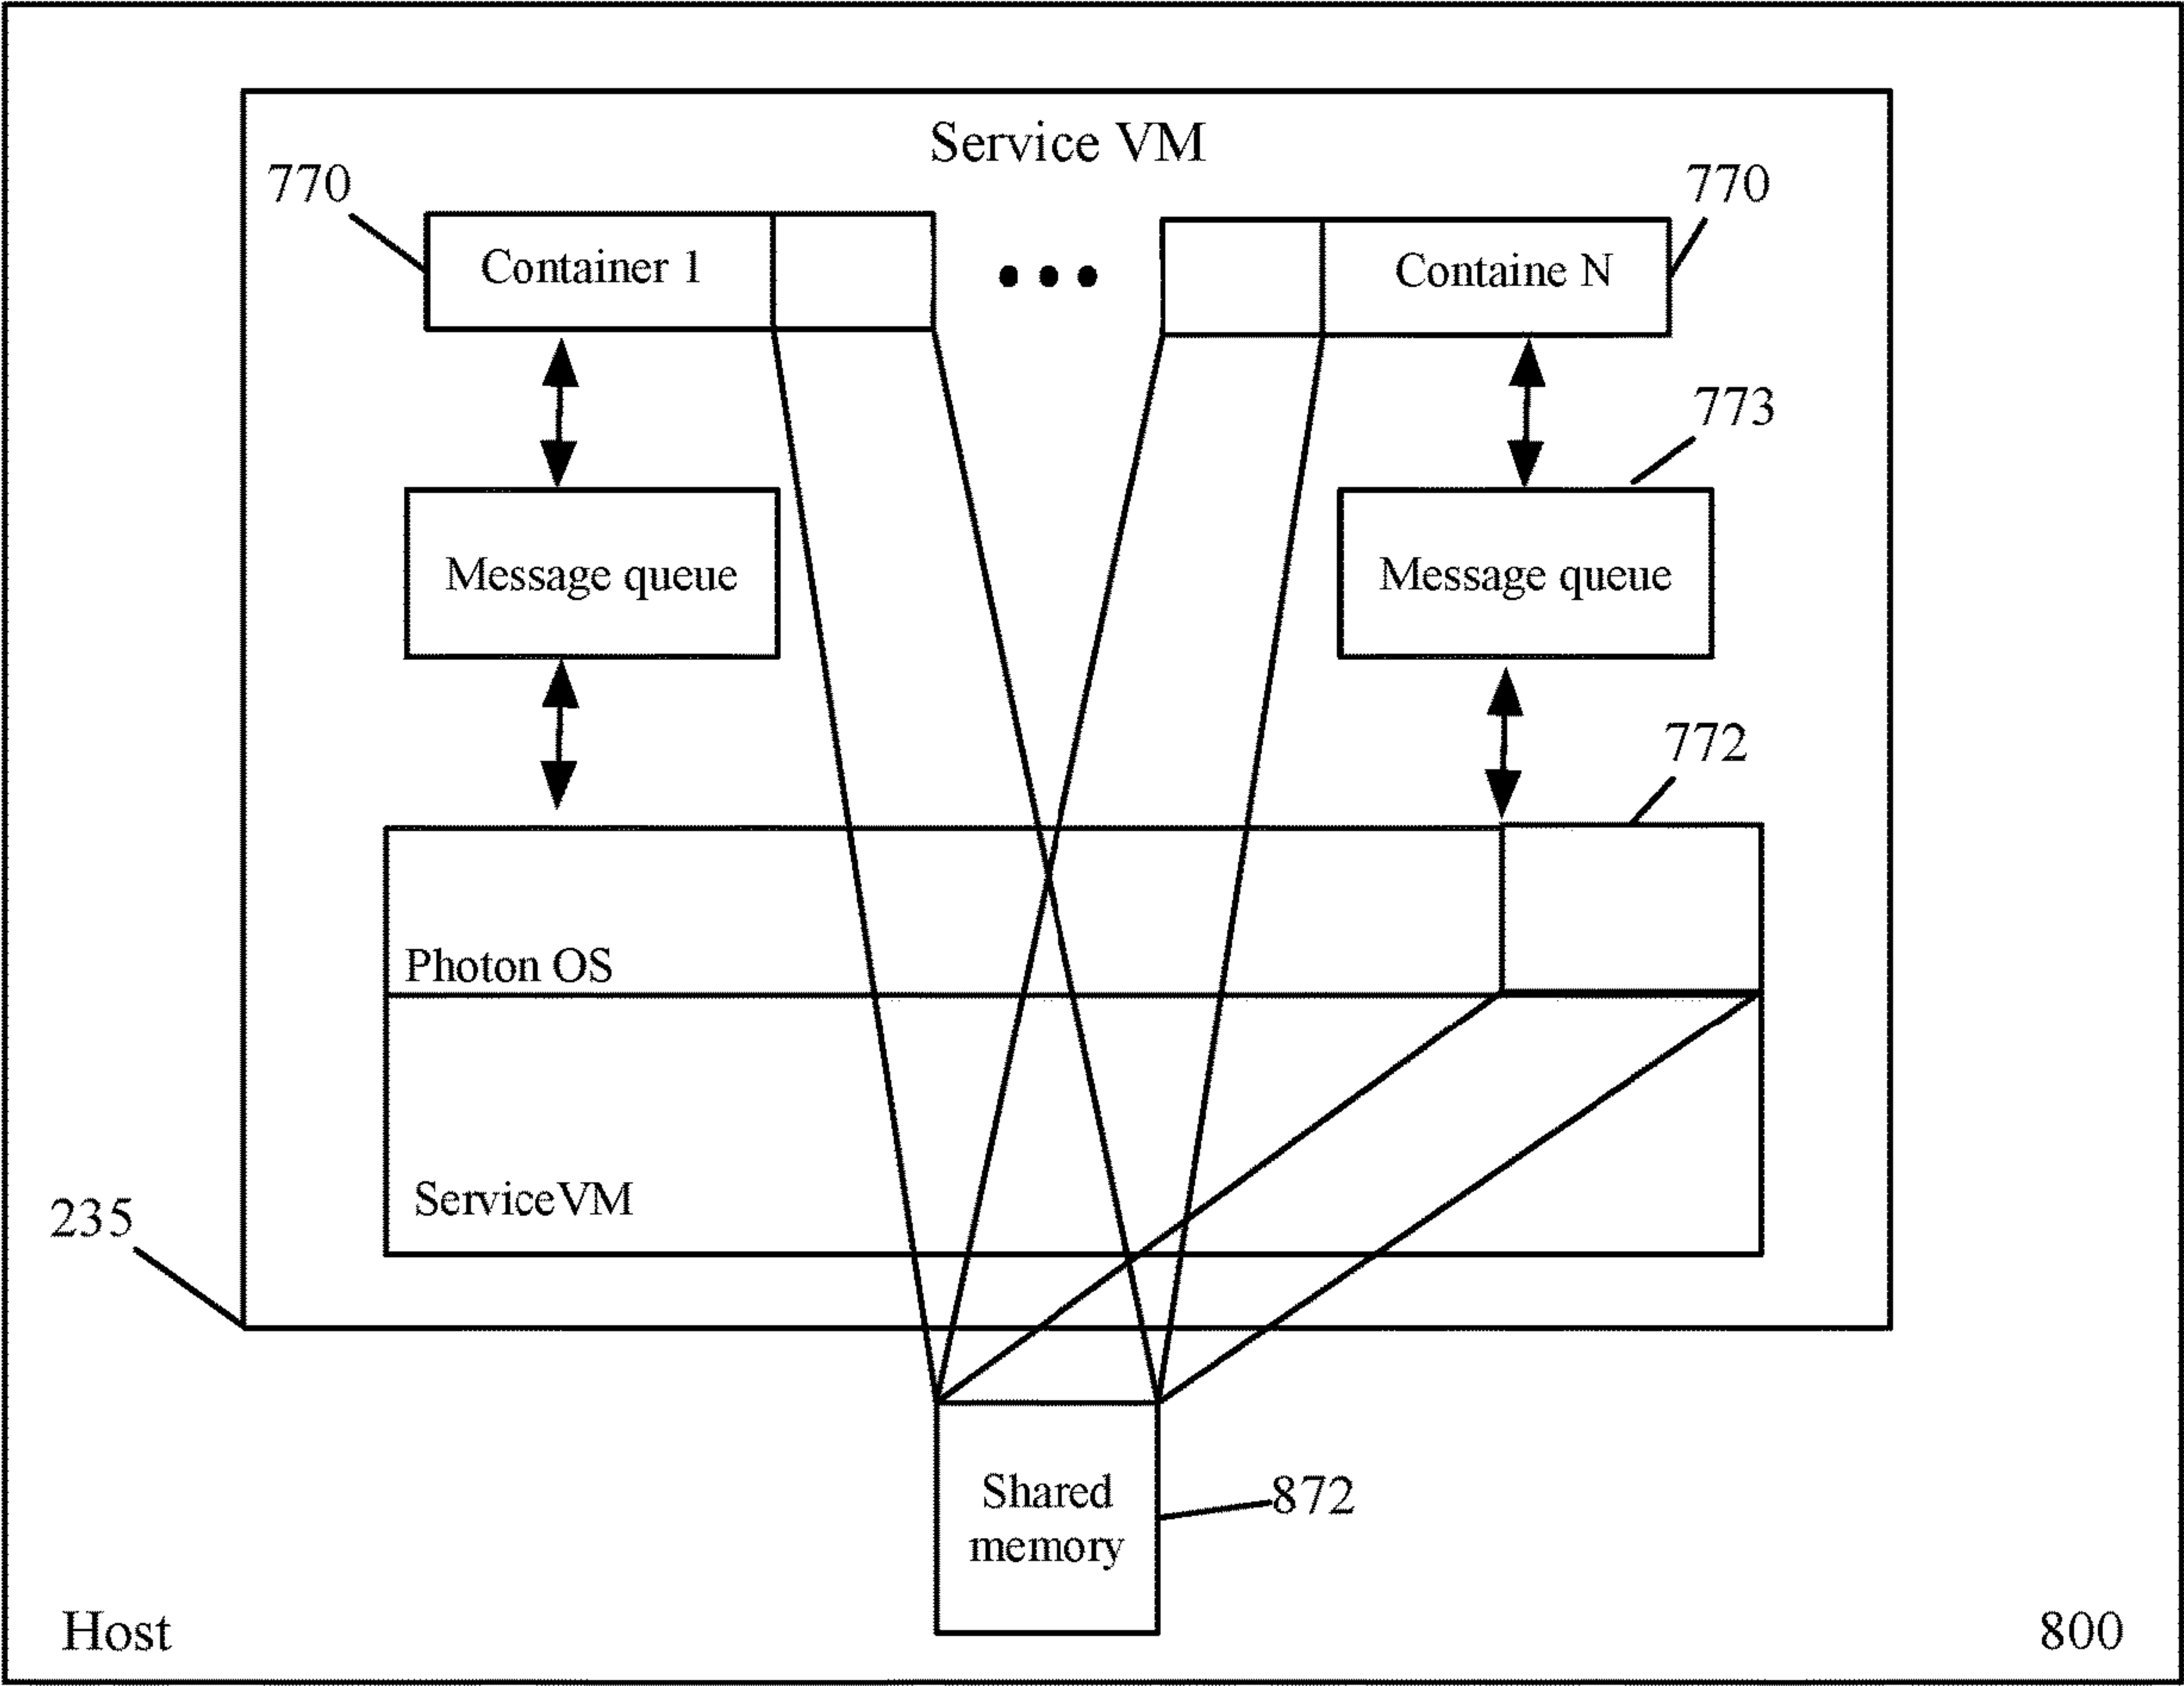 Service VM
770
770
Container 1
Containe N
773
Message queue
Message queue
772
Photon OS
ServiceVM
235
Shared
memory
872
Host
800